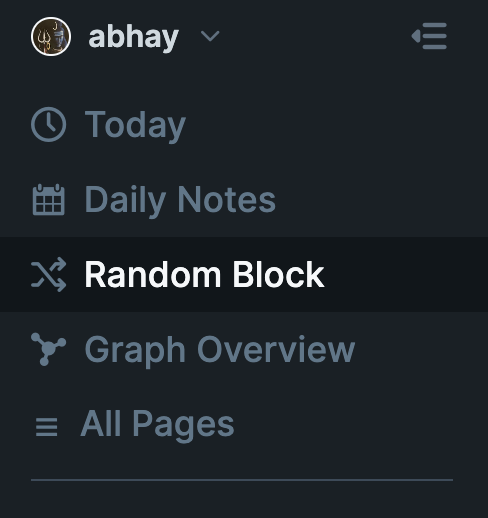 abhay
Today
Daily Notes
Random Block
Graph Overview
All Pages